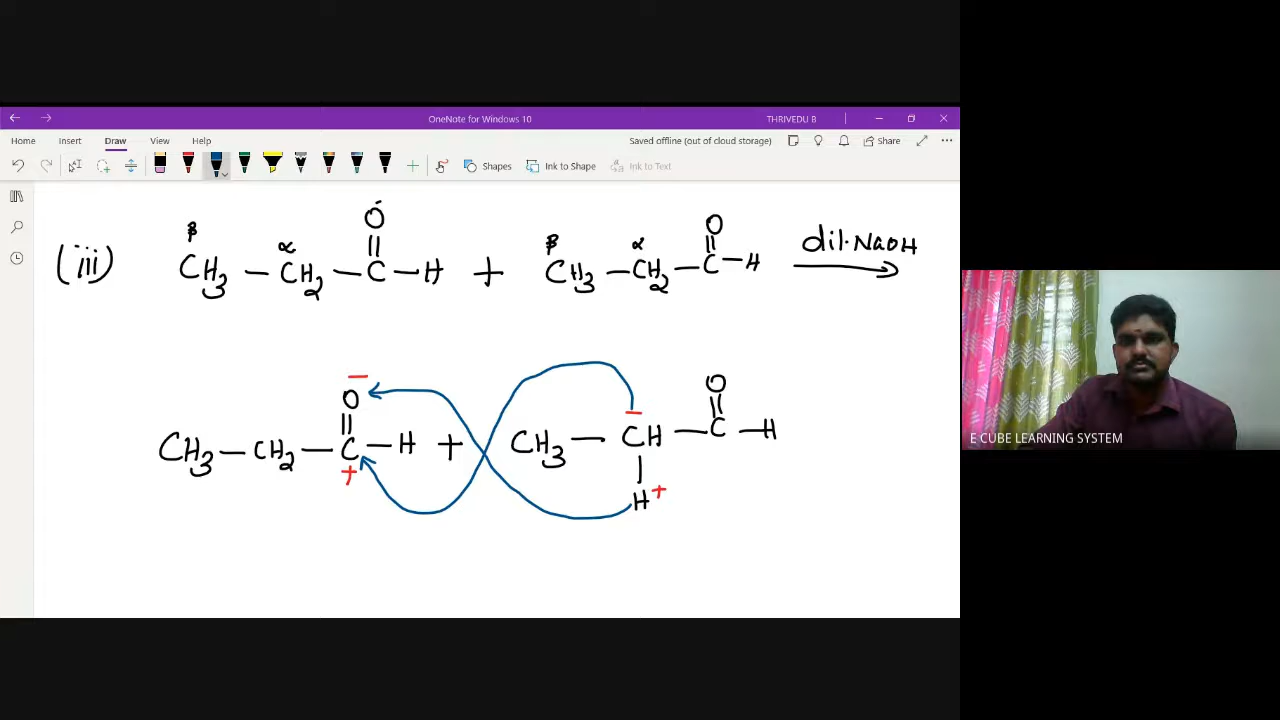 OneNote for Windows 10
THRIVEDU B
Home Insert Draw View Help
Saved offline (out of cloud storage)
Share
Shapes
Ink to Shape
Ink to Text
β α O β α O dil·NaOH
(iii) CH3 — CH2 — C — H + CH3 — CH2 — C — H →
− O − O
CH3 — CH2 — C — H + CH3 — CH — C — H
+ H +
E CUBE LEARNING SYSTEM